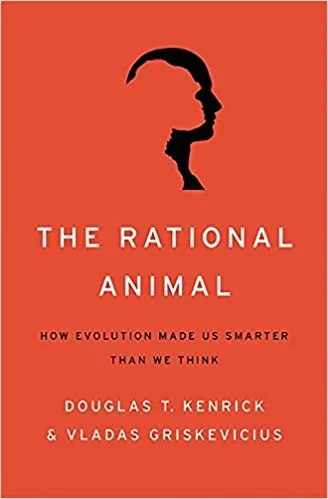 THE RATIONAL
ANIMAL
HOW EVOLUTION MADE US SMARTER
THAN WE THINK
DOUGLAS T. KENRICK
& VLADAS GRISKEVICIUS